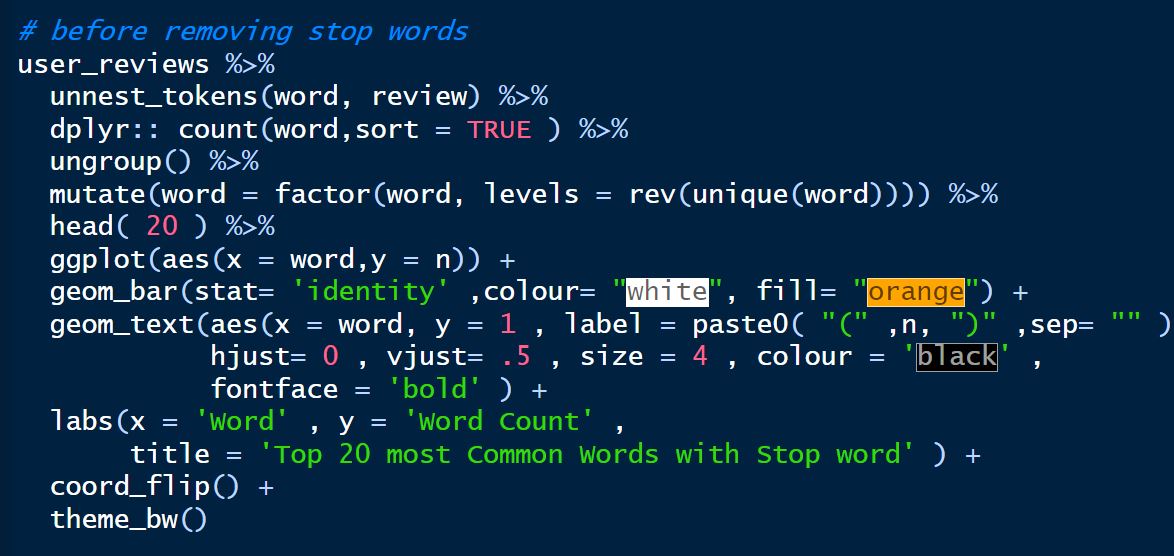 # before removing stop words
user_reviews %>%
  unnest_tokens(word, review) %>%
  dplyr:: count(word,sort = TRUE ) %>%
  ungroup() %>%
  mutate(word = factor(word, levels = rev(unique(word)))) %>%
  head( 20 ) %>%
  ggplot(aes(x = word,y = n)) +
  geom_bar(stat= 'identity' ,colour= "white", fill= "orange") +
  geom_text(aes(x = word, y = 1 , label = paste0( "(" ,n, ")" ,sep= "" )
            hjust= 0 , vjust= .5 , size = 4 , colour = 'black' ,
            fontface = 'bold' ) +
  labs(x = 'Word' , y = 'Word Count' ,
       title = 'Top 20 most Common Words with Stop word' ) +
  coord_flip() +
  theme_bw()